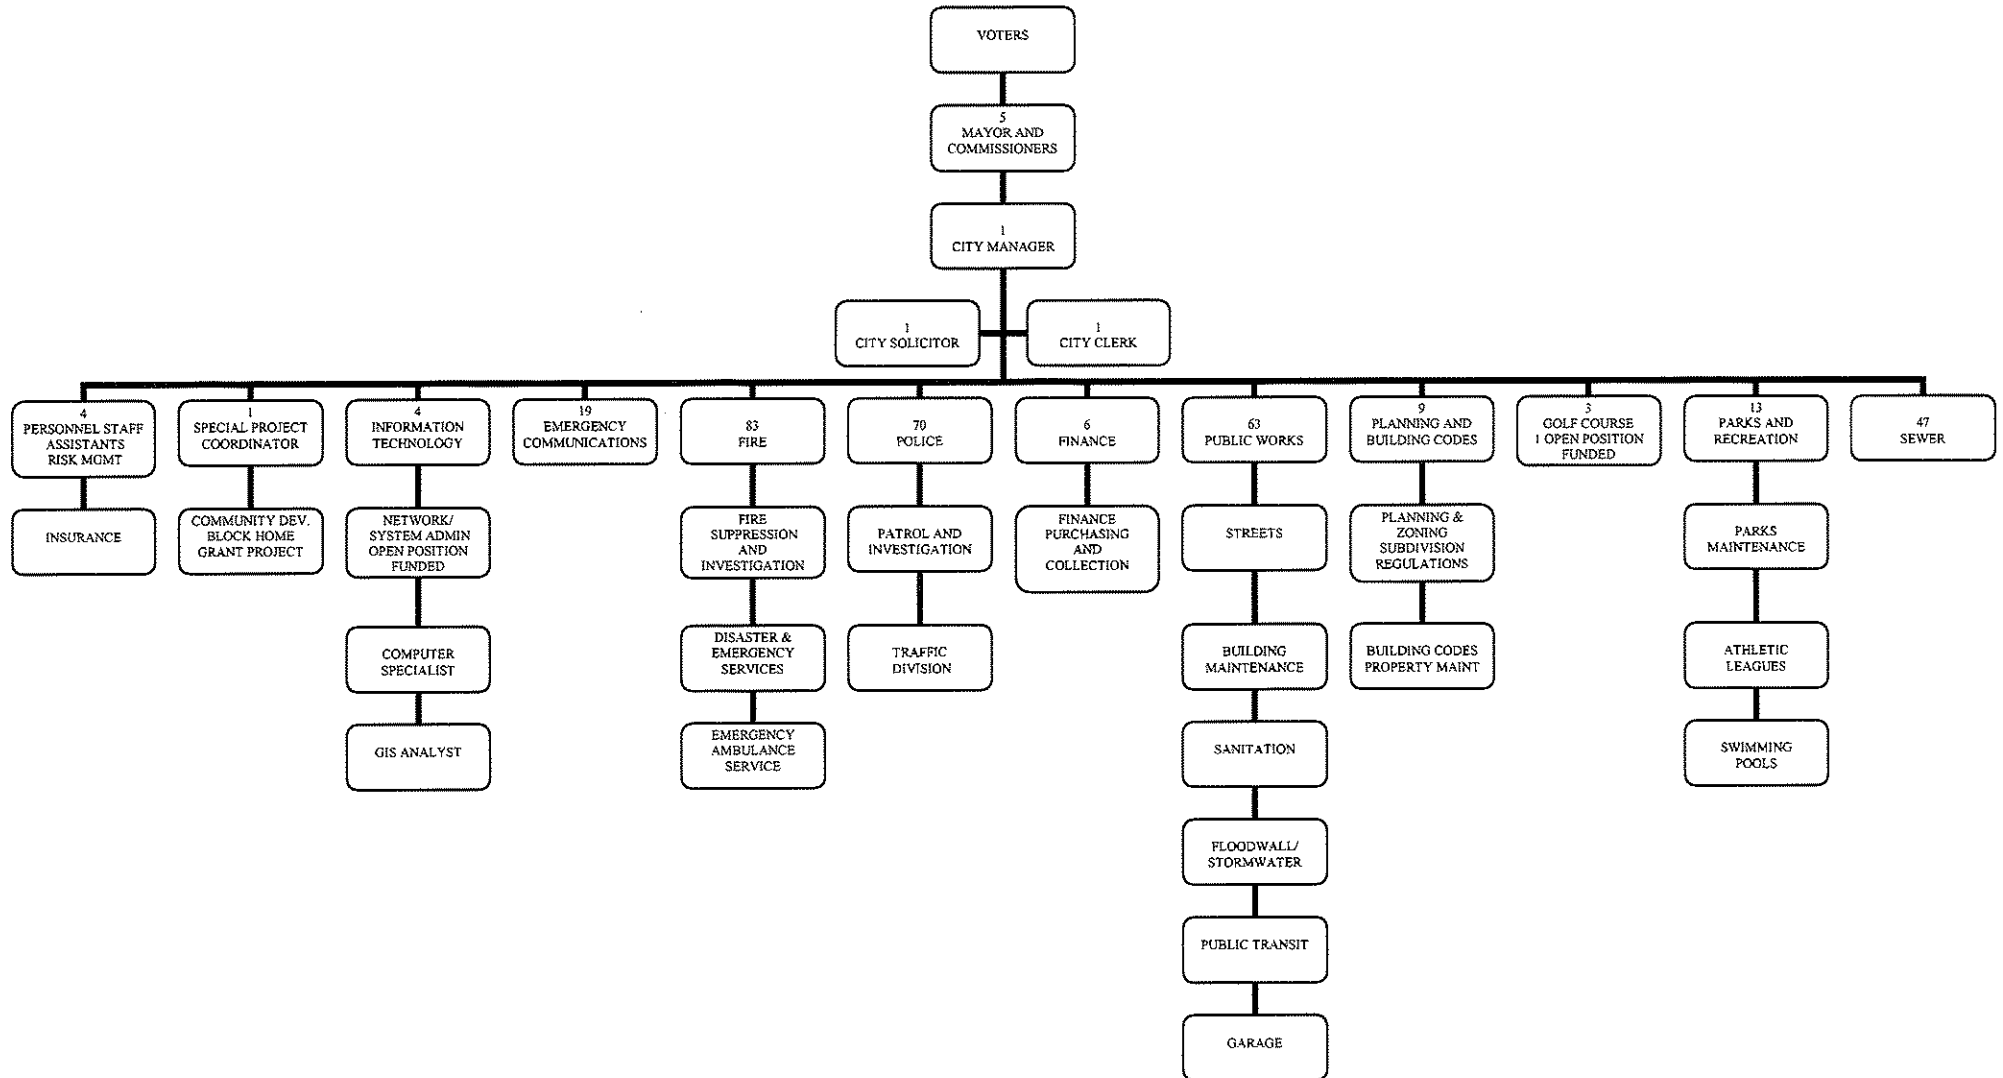 VOTERS
5
MAYOR AND
COMMISSIONERS
1
CITY MANAGER
1
CITY SOLICITOR
1
CITY CLERK
4
PERSONNEL STAFF
ASSISTANTS
RISK MGMT
INSURANCE
1
SPECIAL PROJECT
COORDINATOR
COMMUNITY DEV.
BLOCK HOME
GRANT PROJECT
4
INFORMATION
TECHNOLOGY
NETWORK/
SYSTEM ADMIN
OPEN POSITION
FUNDED
COMPUTER
SPECIALIST
GIS ANALYST
19
EMERGENCY
COMMUNICATIONS
83
FIRE
FIRE
SUPPRESSION
AND
INVESTIGATION
DISASTER &
EMERGENCY
SERVICES
EMERGENCY
AMBULANCE
SERVICE
70
POLICE
PATROL AND
INVESTIGATION
TRAFFIC
DIVISION
6
FINANCE
FINANCE
PURCHASING
AND
COLLECTION
63
PUBLIC WORKS
STREETS
BUILDING
MAINTENANCE
SANITATION
FLOODWALL/
STORMWATER
PUBLIC TRANSIT
GARAGE
9
PLANNING AND
BUILDING CODES
PLANNING &
ZONING
SUBDIVISION
REGULATIONS
BUILDING CODES
PROPERTY MAINT
3
GOLF COURSE
1 OPEN POSITION
FUNDED
13
PARKS AND
RECREATION
PARKS
MAINTENANCE
ATHLETIC
LEAGUES
SWIMMING
POOLS
47
SEWER